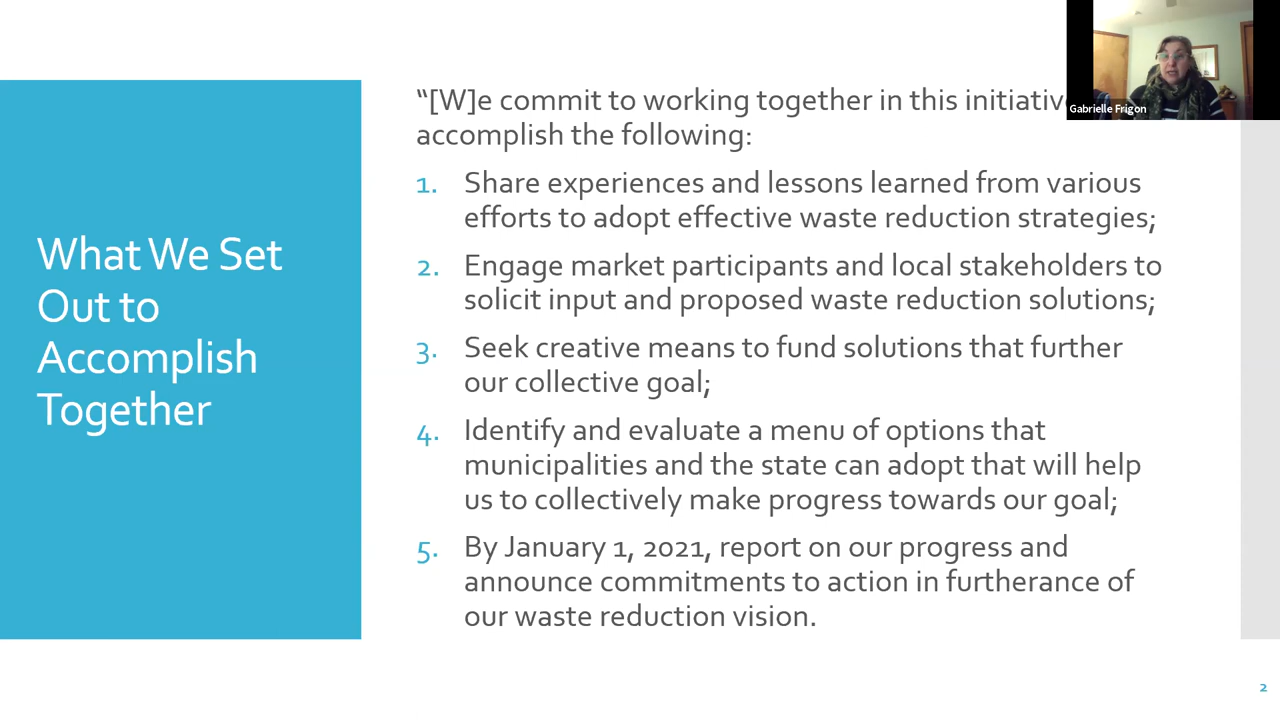 Gabrielle Frigon
What We Set
Out to
Accomplish
Together
“[W]e commit to working together in this
accomplish the following:
1. Share experiences and lessons learned from various
efforts to adopt effective waste reduction strategies;
2. Engage market participants and local stakeholders to
solicit input and proposed waste reduction solutions;
3. Seek creative means to fund solutions that further
our collective goal;
4. Identify and evaluate a menu of options that
municipalities and the state can adopt that will help
us to collectively make progress towards our goal;
5. By January 1, 2021, report on our progress and
announce commitments to action in furtherance of
our waste reduction vision.
2